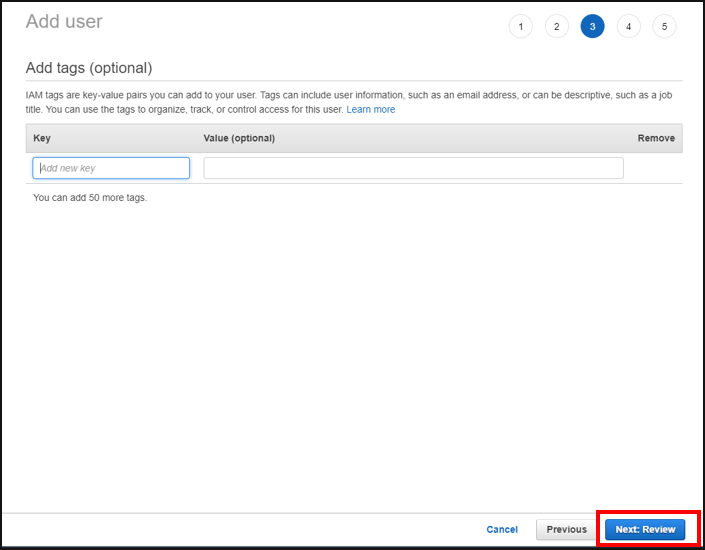 Add user
1 2 3 4 5
Add tags (optional)
IAM tags are key-value pairs you can add to your user. Tags can include user information, such as an email address, or can be descriptive, such as a job
title. You can use the tags to organize, track, or control access for this user. Learn more
Key Value (optional) Remove
Add new key
You can add 50 more tags.
Cancel Previous Next: Review